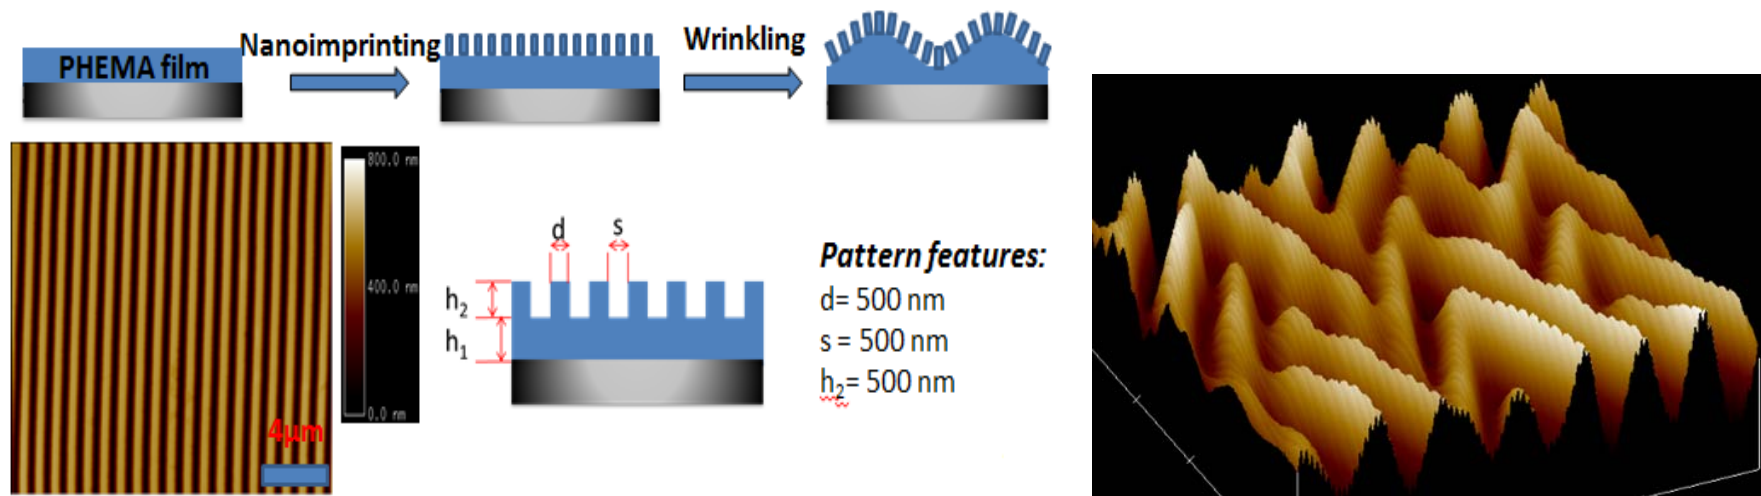 Nanoimprinting
Wrinkling
PHEMA film
800.0 nm
400.0 nm
0.0 nm
4μm
d
s
h2
h1
Pattern features:
d= 500 nm
s = 500 nm
h2= 500 nm